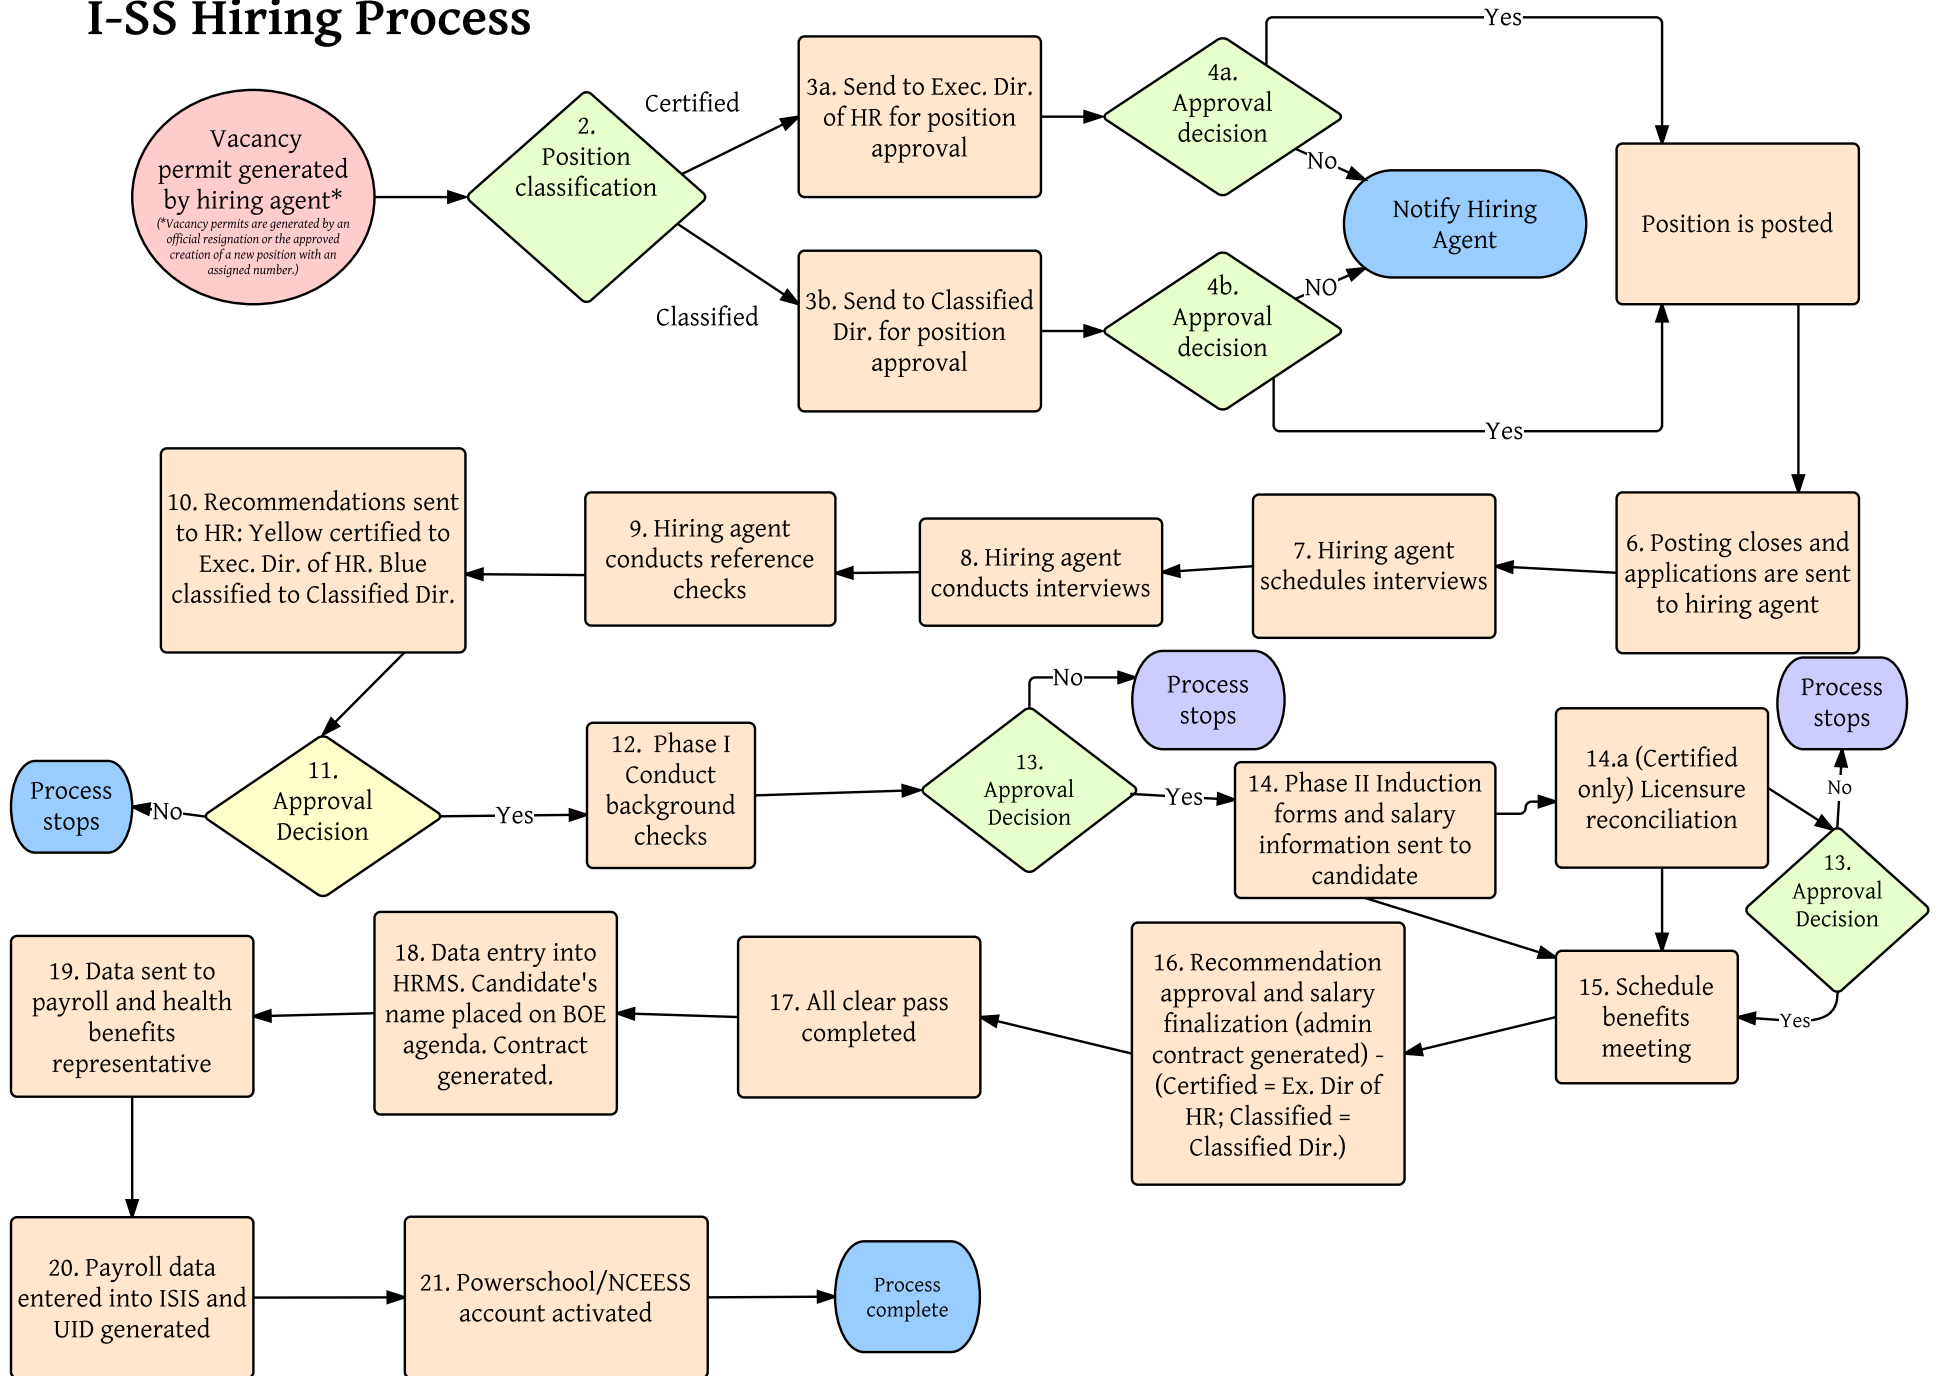 I-SS Hiring Process
Vacancy
permit generated
by hiring agent*
(*Vacancy permits are generated by an
official resignation or the approved
creation of a new position with an
assigned number.)
2.
Position
classification
Certified
Classified
3a. Send to Exec. Dir.
of HR for position
approval
4a.
Approval
decision
Yes
No
3b. Send to Classified
Dir. for position
approval
4b.
Approval
decision
NO
Yes
Notify Hiring
Agent
Position is posted
6. Posting closes and
applications are sent
to hiring agent
7. Hiring agent
schedules interviews
8. Hiring agent
conducts interviews
9. Hiring agent
conducts reference
checks
10. Recommendations sent
to HR: Yellow certified to
Exec. Dir. of HR. Blue
classified to Classified Dir.
11.
Approval
Decision
No
Process
stops
Yes
12.  Phase I
Conduct
background
checks
13.
Approval
Decision
No
Process
stops
Yes
14. Phase II Induction
forms and salary
information sent to
candidate
14.a (Certified
only) Licensure
reconciliation
13.
Approval
Decision
No
Process
stops
Yes
15. Schedule
benefits
meeting
16. Recommendation
approval and salary
finalization (admin
contract generated) -
(Certified = Ex. Dir of
HR; Classified =
Classified Dir.)
17. All clear pass
completed
18. Data entry into
HRMS. Candidate's
name placed on BOE
agenda. Contract
generated.
19. Data sent to
payroll and health
benefits
representative
20. Payroll data
entered into ISIS and
UID generated
21. Powerschool/NCEESS
account activated
Process
complete